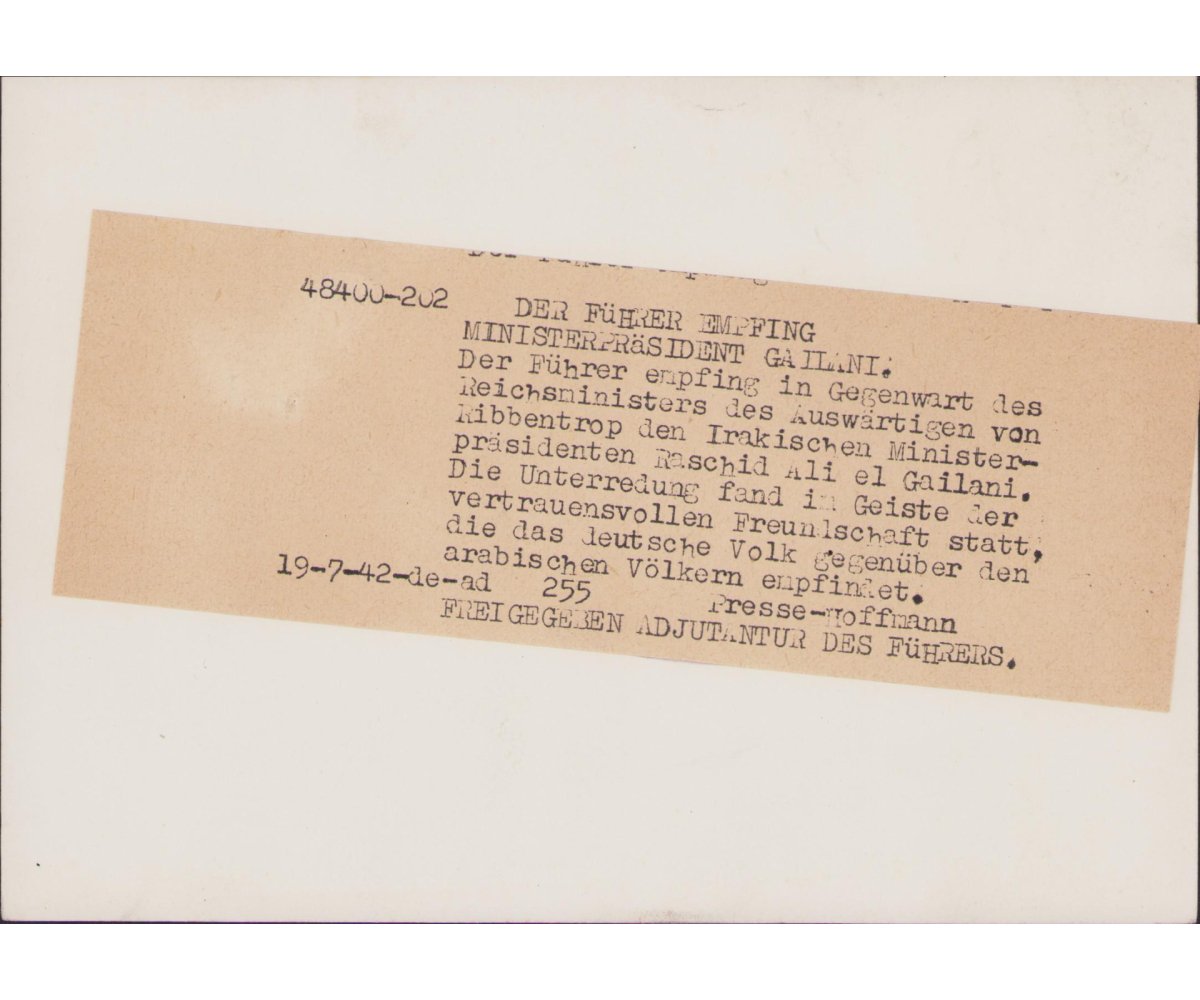 48400-202 DER FüHRER EMPFING
MINISTERPRäSIDENT GAILANI.
Der Führer empfing in Gegenwart des
Reichsministers des Auswärtigen von
Ribbentrop den Irakischen Minister-
präsidenten Raschid Ali el Gailani.
Die Unterredung fand im Geiste der
vertrauensvollen Freundschaft statt,
die das deutsche Volk gegenüber den
arabischen Völkern empfindet.
19-7-42-de-ad 255 Presse-Hoffmann
FREIGEGEBEN ADJUTANTUR DES FüHRERS.